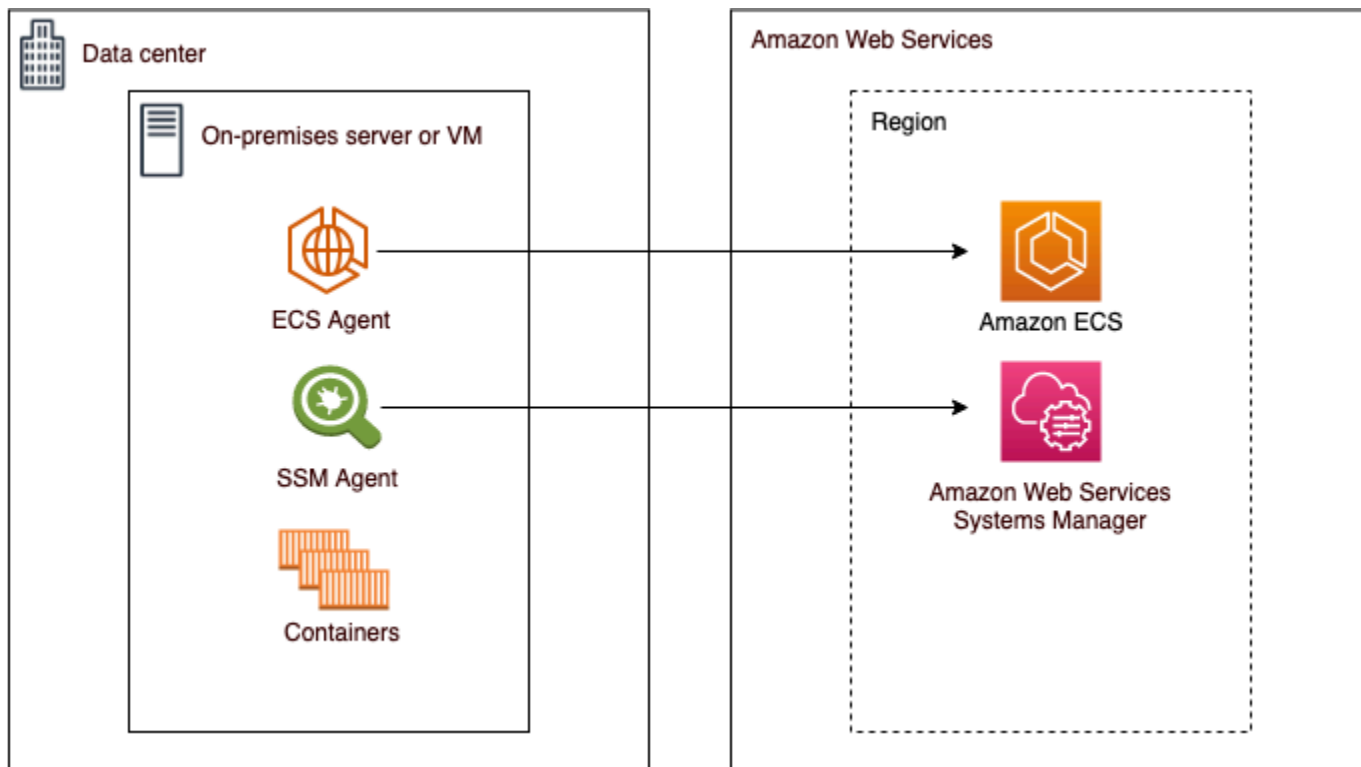 Data center
On-premises server or VM
ECS Agent
SSM Agent
Containers
Amazon Web Services
Region
Amazon ECS
Amazon Web Services
Systems Manager